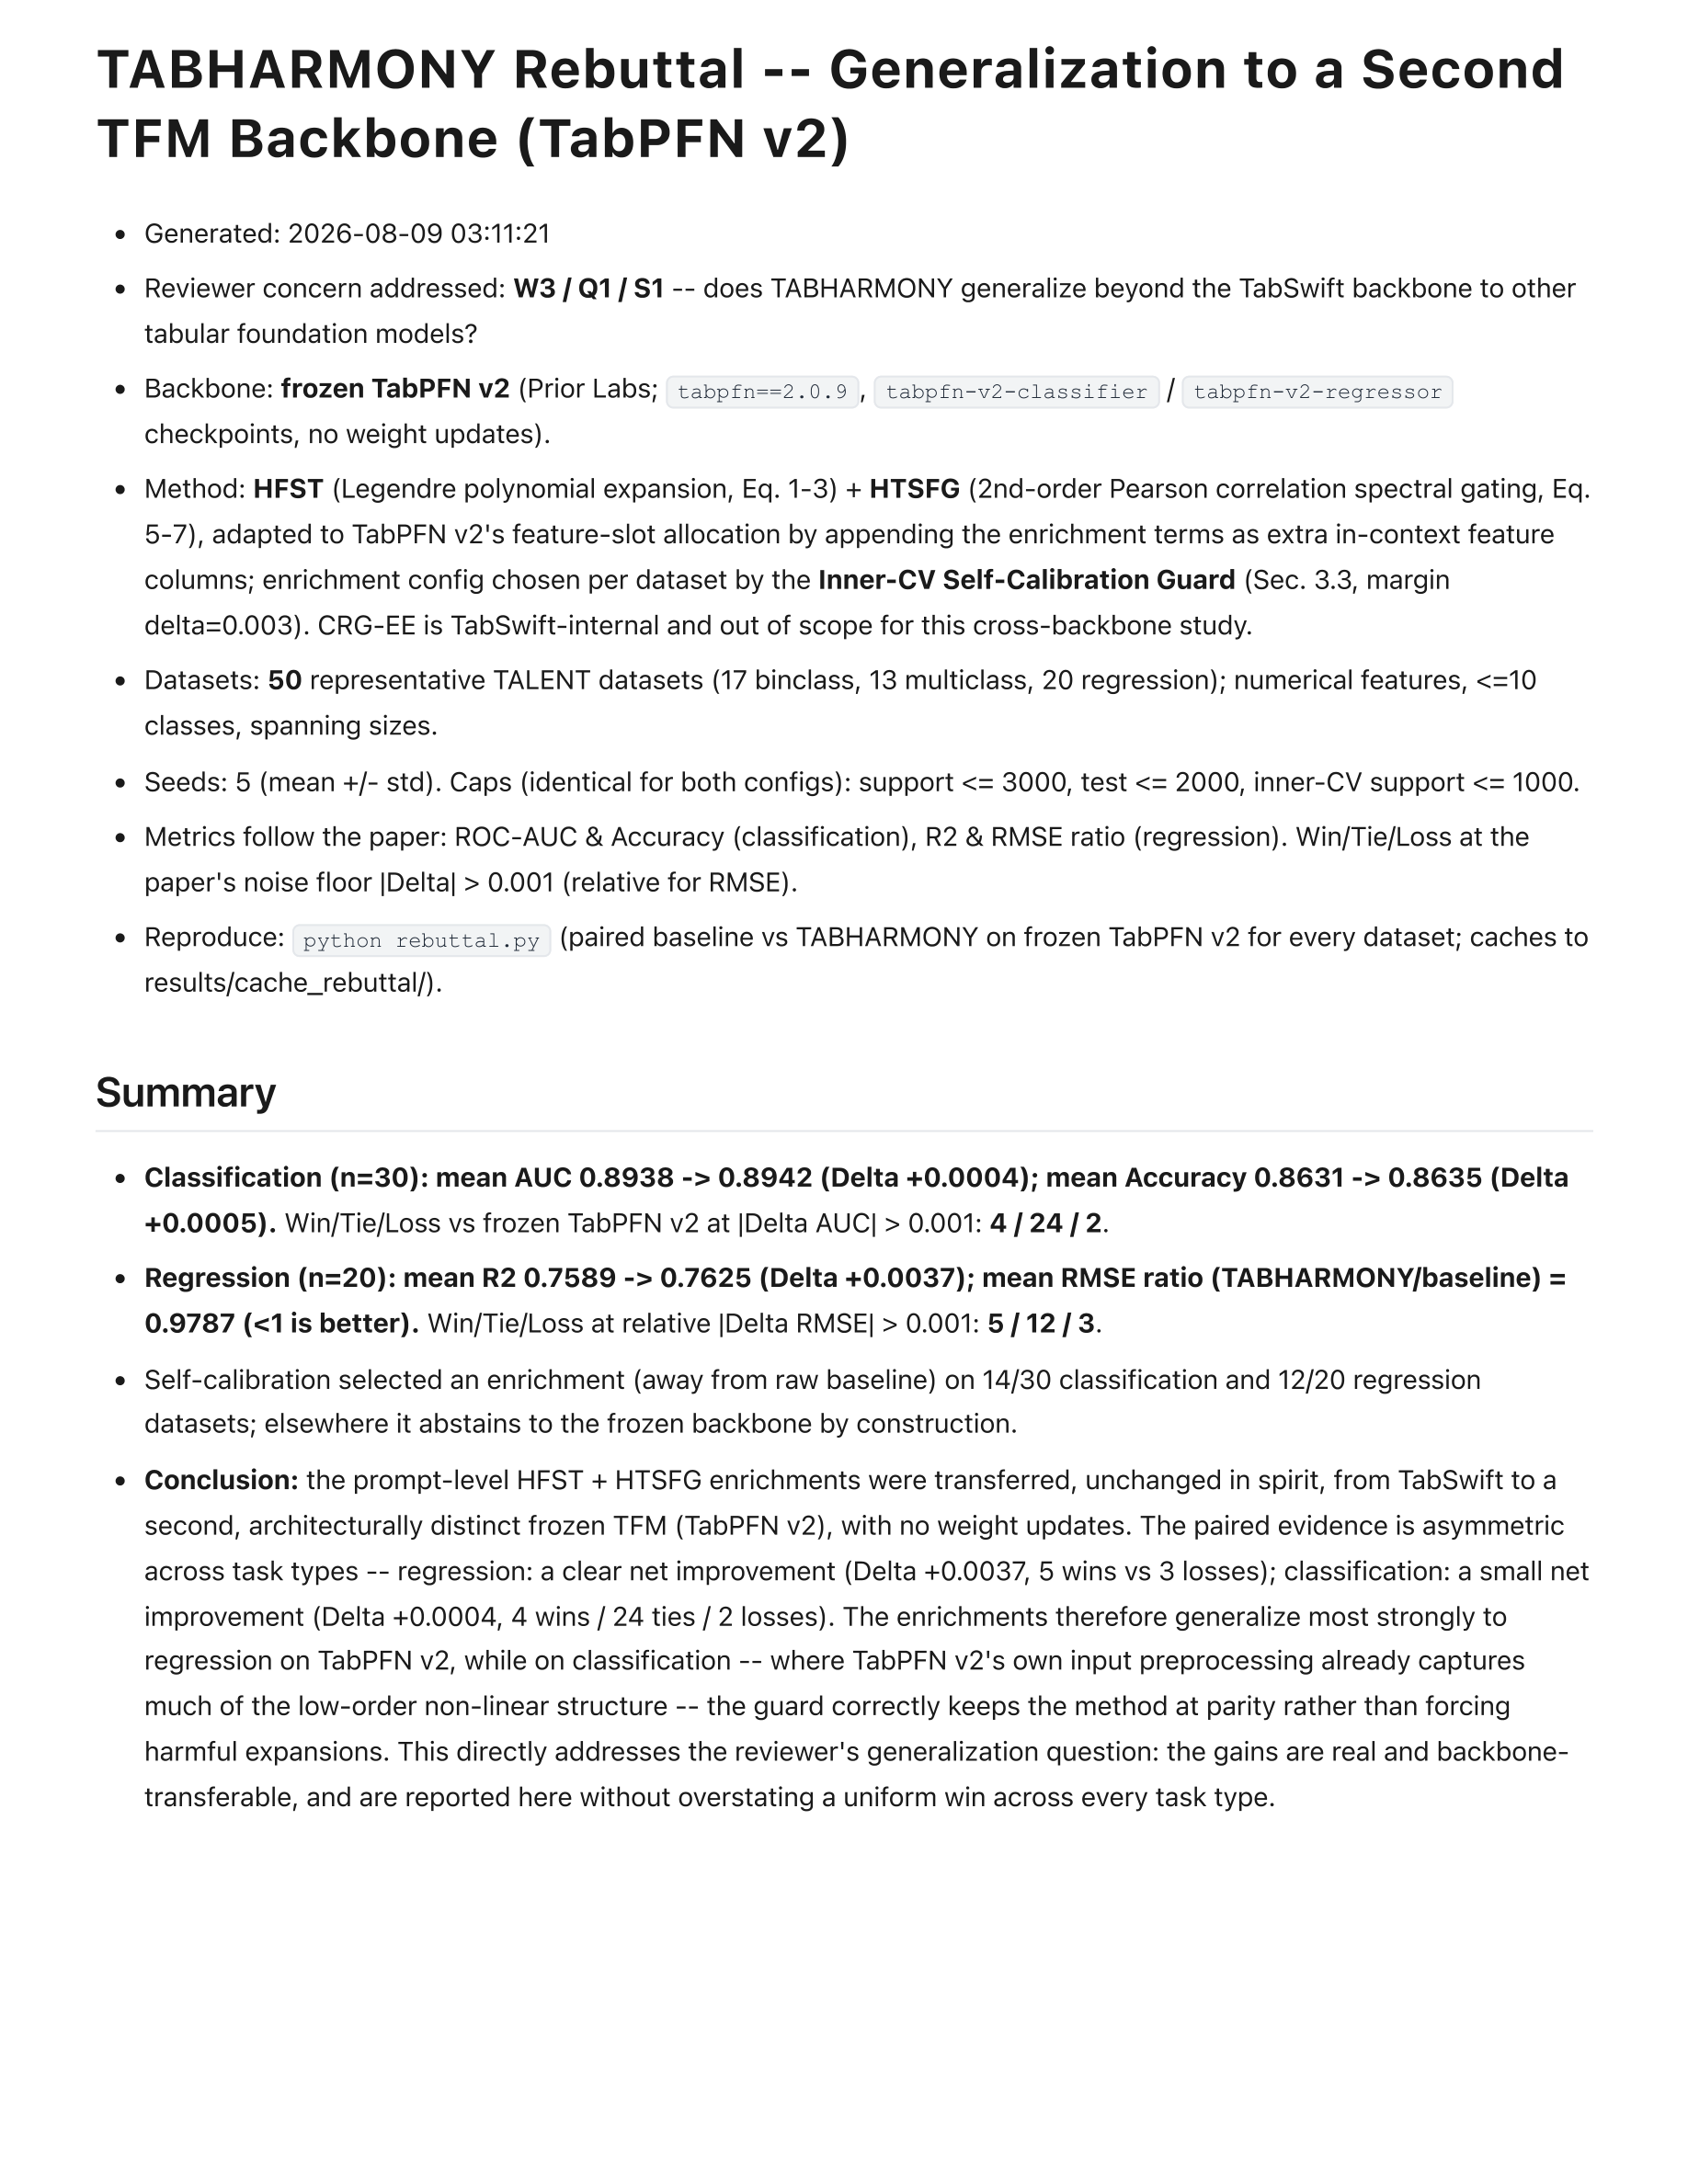 TABHARMONY Rebuttal -- Generalization to a Second
TFM Backbone (TabPFN v2)
• Generated: 2026-08-09 03:11:21
• Reviewer concern addressed: W3 / Q1 / S1 -- does TABHARMONY generalize beyond the TabSwift backbone to other
tabular foundation models?
• Backbone: frozen TabPFN v2 (Prior Labs; tabpfn==2.0.9, tabpfn-v2-classifier / tabpfn-v2-regressor
checkpoints, no weight updates).
• Method: HFST (Legendre polynomial expansion, Eq. 1-3) + HTSFG (2nd-order Pearson correlation spectral gating, Eq.
5-7), adapted to TabPFN v2's feature-slot allocation by appending the enrichment terms as extra in-context feature
columns; enrichment config chosen per dataset by the Inner-CV Self-Calibration Guard (Sec. 3.3, margin
delta=0.003). CRG-EE is TabSwift-internal and out of scope for this cross-backbone study.
• Datasets: 50 representative TALENT datasets (17 binclass, 13 multiclass, 20 regression); numerical features, <=10
classes, spanning sizes.
• Seeds: 5 (mean +/- std). Caps (identical for both configs): support <= 3000, test <= 2000, inner-CV support <= 1000.
• Metrics follow the paper: ROC-AUC & Accuracy (classification), R2 & RMSE ratio (regression). Win/Tie/Loss at the
paper's noise floor |Delta| > 0.001 (relative for RMSE).
• Reproduce: python rebuttal.py (paired baseline vs TABHARMONY on frozen TabPFN v2 for every dataset; caches to
results/cache_rebuttal/).
Summary
• Classification (n=30): mean AUC 0.8938 -> 0.8942 (Delta +0.0004); mean Accuracy 0.8631 -> 0.8635 (Delta
+0.0005). Win/Tie/Loss vs frozen TabPFN v2 at |Delta AUC| > 0.001: 4 / 24 / 2.
• Regression (n=20): mean R2 0.7589 -> 0.7625 (Delta +0.0037); mean RMSE ratio (TABHARMONY/baseline) =
0.9787 (<1 is better). Win/Tie/Loss at relative |Delta RMSE| > 0.001: 5 / 12 / 3.
• Self-calibration selected an enrichment (away from raw baseline) on 14/30 classification and 12/20 regression
datasets; elsewhere it abstains to the frozen backbone by construction.
• Conclusion: the prompt-level HFST + HTSFG enrichments were transferred, unchanged in spirit, from TabSwift to a
second, architecturally distinct frozen TFM (TabPFN v2), with no weight updates. The paired evidence is asymmetric
across task types -- regression: a clear net improvement (Delta +0.0037, 5 wins vs 3 losses); classification: a small net
improvement (Delta +0.0004, 4 wins / 24 ties / 2 losses). The enrichments therefore generalize most strongly to
regression on TabPFN v2, while on classification -- where TabPFN v2's own input preprocessing already captures
much of the low-order non-linear structure -- the guard correctly keeps the method at parity rather than forcing
harmful expansions. This directly addresses the reviewer's generalization question: the gains are real and backbone-
transferable, and are reported here without overstating a uniform win across every task type.